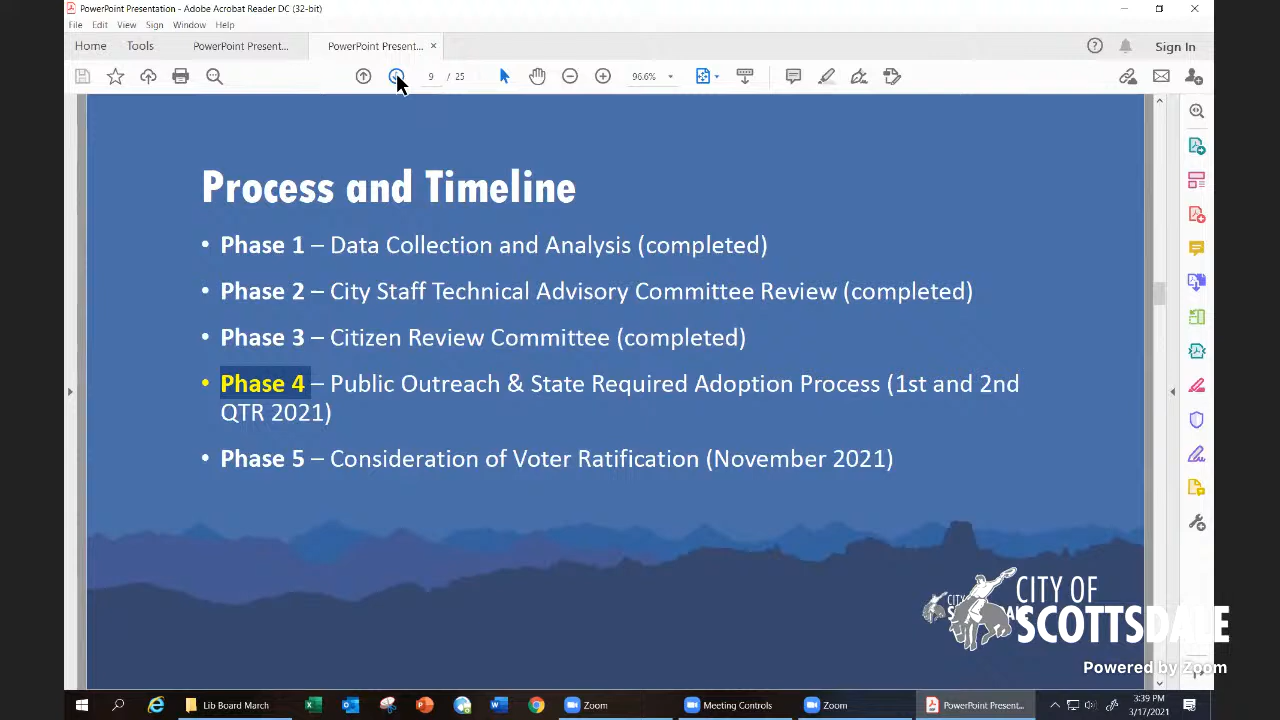 PowerPoint Presentation - Adobe Acrobat Reader DC (32-bit)
File Edit View Sign Window Help
Home Tools PowerPoint Present... PowerPoint Present... × Sign In
9 / 25 96.6%
Process and Timeline
• Phase 1 – Data Collection and Analysis (completed)
• Phase 2 – City Staff Technical Advisory Committee Review (completed)
• Phase 3 – Citizen Review Committee (completed)
• Phase 4 – Public Outreach & State Required Adoption Process (1st and 2nd
QTR 2021)
• Phase 5 – Consideration of Voter Ratification (November 2021)
CITY OF
SCOTTSDALE
Powered by Zoom
Lib Board March Zoom Meeting Controls Zoom PowerPoint Present...
3:39 PM
3/17/2021